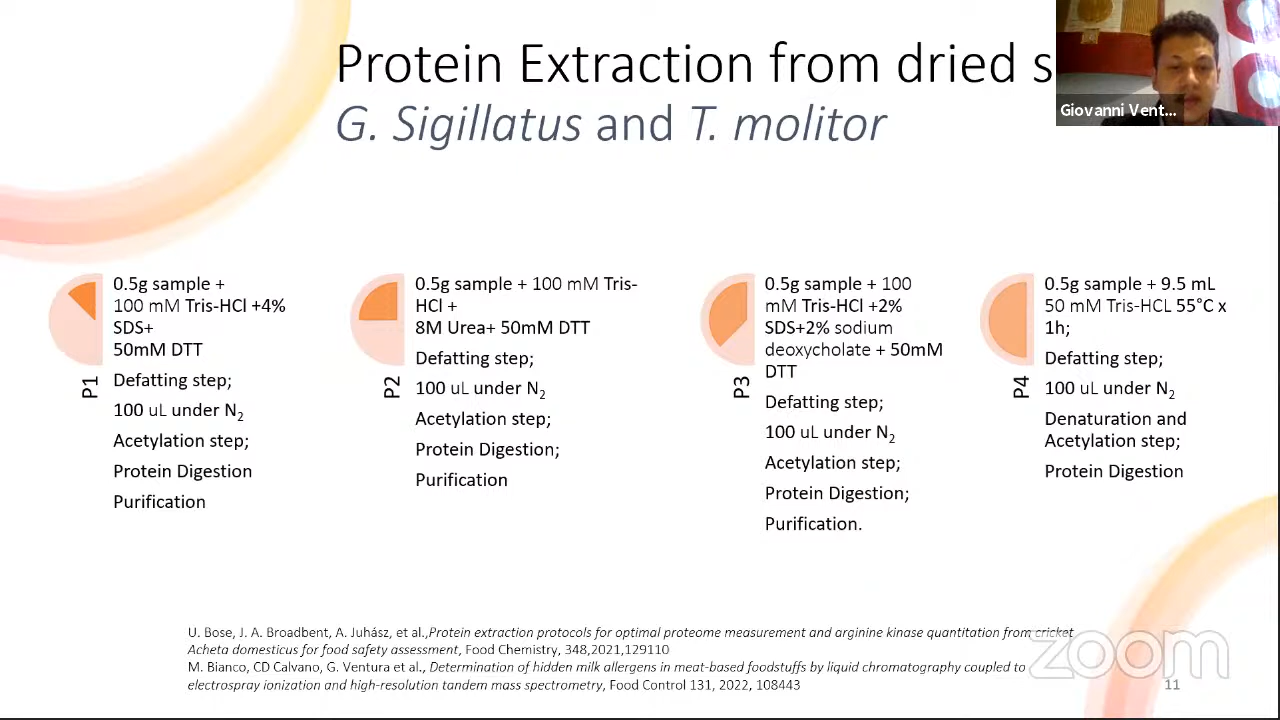 Protein Extraction from dried s
G. Sigillatus and T. molitor
Giovanni Vent...
P1
0.5g sample +
100 mM Tris-HCl +4%
SDS+
50mM DTT
Defatting step;
100 uL under N2
Acetylation step;
Protein Digestion
Purification
P2
0.5g sample + 100 mM Tris-
HCl +
8M Urea+ 50mM DTT
Defatting step;
100 uL under N2
Acetylation step;
Protein Digestion;
Purification
P3
0.5g sample + 100
mM Tris-HCl +2%
SDS+2% sodium
deoxycholate + 50mM
DTT
Defatting step;
100 uL under N2
Acetylation step;
Protein Digestion;
Purification.
P4
0.5g sample + 9.5 mL
50 mM Tris-HCL 55°C x
1h;
Defatting step;
100 uL under N2
Denaturation and
Acetylation step;
Protein Digestion
U. Bose, J. A. Broadbent, A. Juhász, et al.,Protein extraction protocols for optimal proteome measurement and arginine kinase quantitation from cricket
Acheta domesticus for food safety assessment, Food Chemistry, 348,2021,129110
M. Bianco, CD Calvano, G. Ventura et al., Determination of hidden milk allergens in meat-based foodstuffs by liquid chromatography coupled to
electrospray ionization and high-resolution tandem mass spectrometry, Food Control 131, 2022, 108443
zoom
11